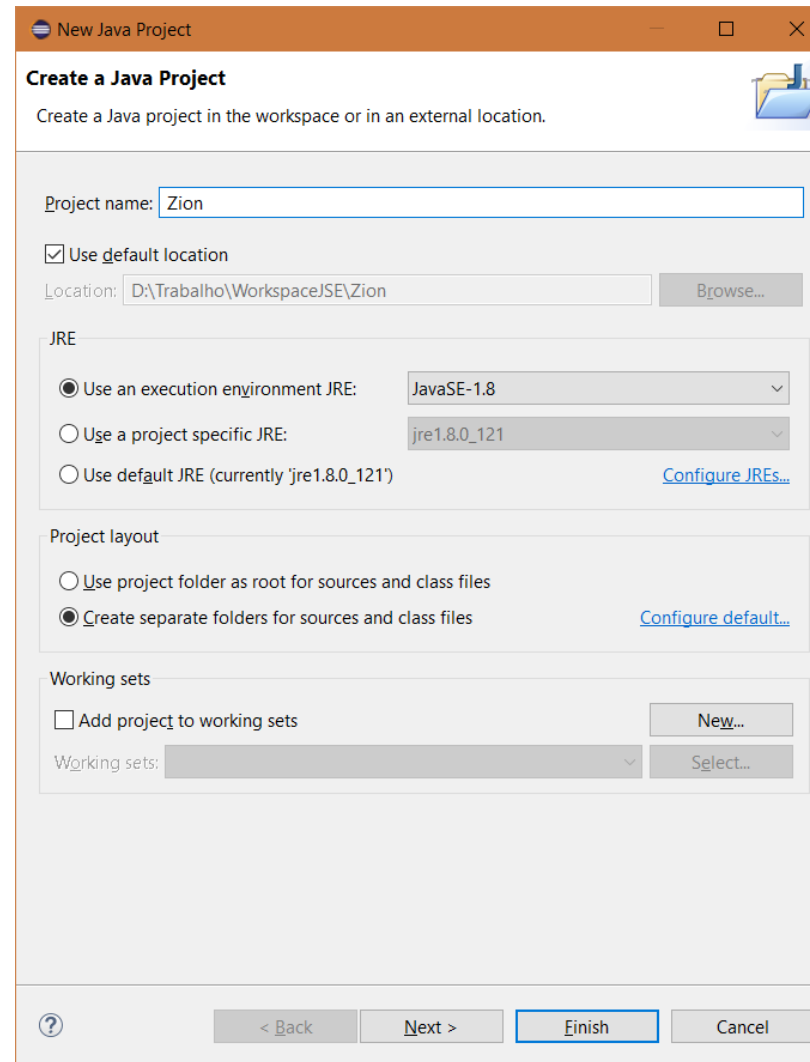 New Java Project
Create a Java Project
Create a Java project in the workspace or in an external location.
Project name: Zion
Use default location
Location: D:\Trabalho\WorkspaceJSE\Zion Browse...
JRE
Use an execution environment JRE: JavaSE-1.8
Use a project specific JRE: jre1.8.0_121
Use default JRE (currently 'jre1.8.0_121') Configure JREs...
Project layout
Use project folder as root for sources and class files
Create separate folders for sources and class files Configure default...
Working sets
Add project to working sets New...
Working sets: Select...
? < Back Next > Finish Cancel